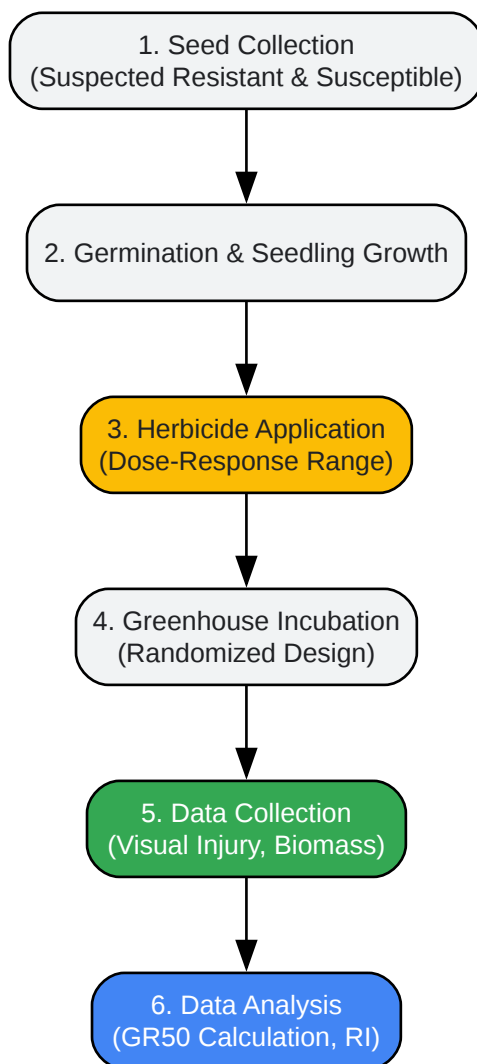 1. Seed Collection
(Suspected Resistant & Susceptible)
2. Germination & Seedling Growth
3. Herbicide Application
(Dose-Response Range)
4. Greenhouse Incubation
(Randomized Design)
5. Data Collection
(Visual Injury, Biomass)
6. Data Analysis
(GR50 Calculation, RI)